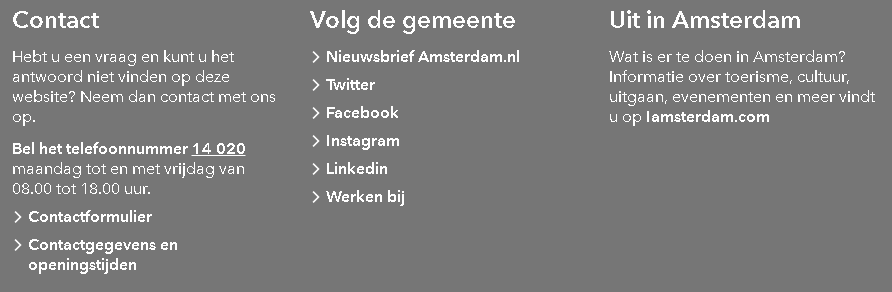 Contact
Hebt u een vraag en kunt u het
antwoord niet vinden op deze
website? Neem dan contact met ons
op.
Bel het telefoonnummer 14 020
maandag tot en met vrijdag van
08.00 tot 18.00 uur.
Contactformulier
Contactgegevens en
openingstijden
Volg de gemeente
Nieuwsbrief Amsterdam.nl
Twitter
Facebook
Instagram
Linkedin
Werken bij
Uit in Amsterdam
Wat is er te doen in Amsterdam?
Informatie over toerisme, cultuur,
uitgaan, evenementen en meer vindt
u op Iamsterdam.com